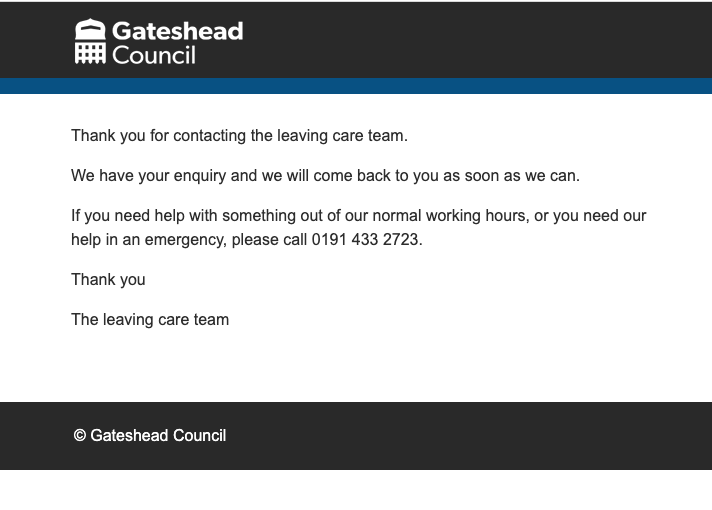 Gateshead
Council
Thank you for contacting the leaving care team.
We have your enquiry and we will come back to you as soon as we can.
If you need help with something out of our normal working hours, or you need our
help in an emergency, please call 0191 433 2723.
Thank you
The leaving care team
© Gateshead Council